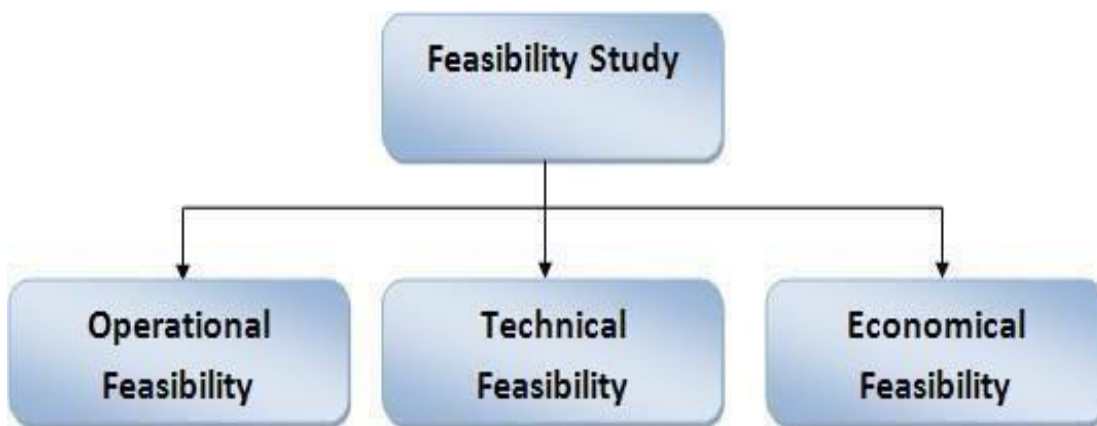 Feasibility Study
Operational
Feasibility
Technical
Feasibility
Economical
Feasibility